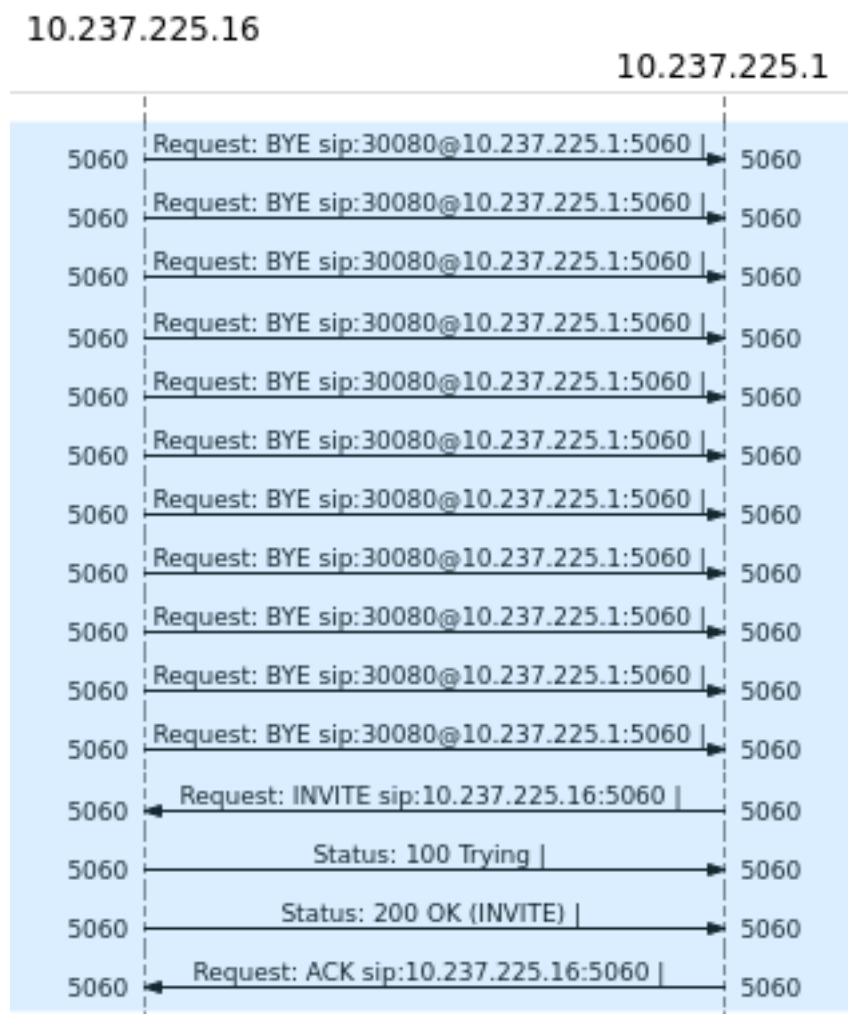 10.237.225.16
10.237.225.1
Request: BYE sip:30080@10.237.225.1:5060 |
5060 5060
Request: BYE sip:30080@10.237.225.1:5060 |
5060 5060
Request: BYE sip:30080@10.237.225.1:5060 |
5060 5060
Request: BYE sip:30080@10.237.225.1:5060 |
5060 5060
Request: BYE sip:30080@10.237.225.1:5060 |
5060 5060
Request: BYE sip:30080@10.237.225.1:5060 |
5060 5060
Request: BYE sip:30080@10.237.225.1:5060 |
5060 5060
Request: BYE sip:30080@10.237.225.1:5060 |
5060 5060
Request: BYE sip:30080@10.237.225.1:5060 |
5060 5060
Request: BYE sip:30080@10.237.225.1:5060 |
5060 5060
Request: BYE sip:30080@10.237.225.1:5060 |
5060 5060
Request: INVITE sip:10.237.225.16:5060 |
5060 5060
Status: 100 Trying |
5060 5060
Status: 200 OK (INVITE) |
5060 5060
Request: ACK sip:10.237.225.16:5060 |
5060 5060